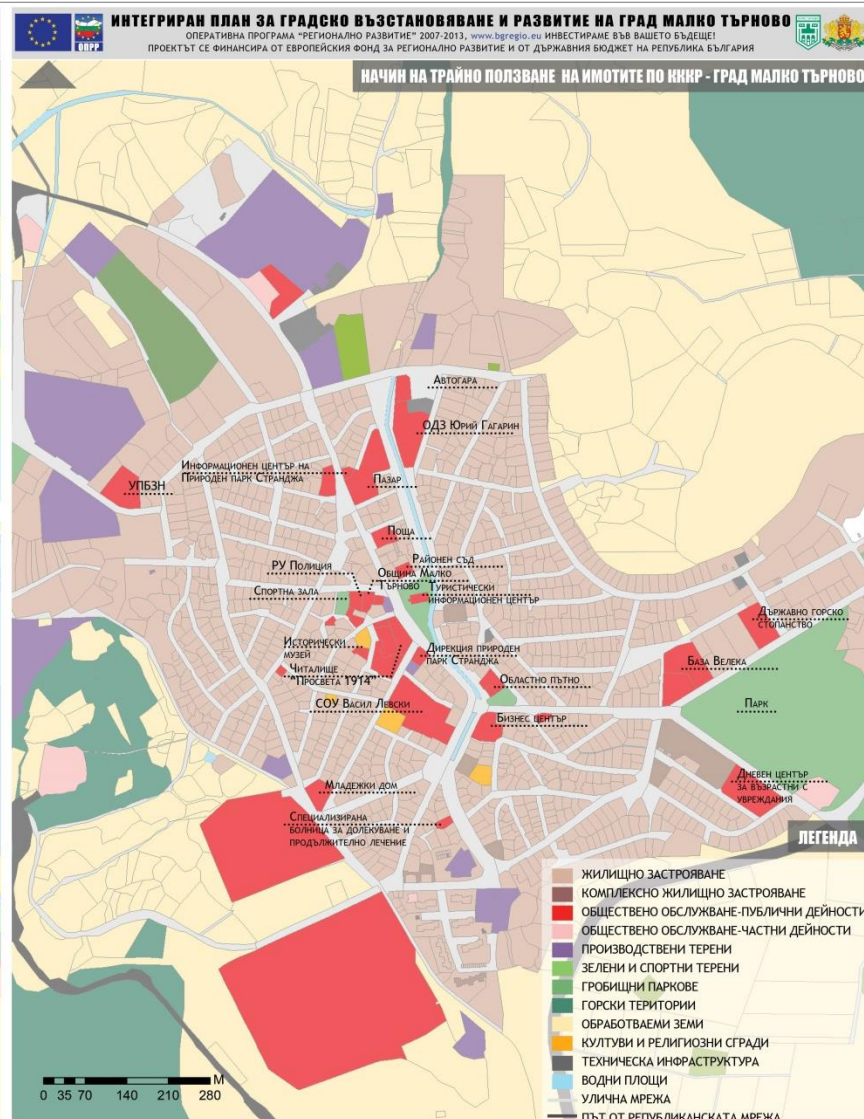 ИНТЕГРИРАН ПЛАН ЗА ГРАДСКО ВЪЗСТАНОВЯВАНЕ И РАЗВИТИЕ НА ГРАД МАЛКО ТЪРНОВО
ОПЕРАТИВНА ПРОГРАМА "РЕГИОНАЛНО РАЗВИТИЕ" 2007-2013, www.bgregio.eu ИНВЕСТИРАМЕ ВЪВ ВАШЕТО БЪДЕЩЕ!
ПРОЕКТЪТ СЕ ФИНАНСИРА ОТ ЕВРОПЕЙСКИЯ ФОНД ЗА РЕГИОНАЛНО РАЗВИТИЕ И ОТ ДЪРЖАВНИЯ БЮДЖЕТ НА РЕПУБЛИКА БЪЛГАРИЯ
ОПРР
НАЧИН НА ТРАЙНО ПОЛЗВАНЕ НА ИМОТИТЕ ПО КККР - ГРАД МАЛКО ТЪРНОВО
АВТОГАРА
ОДЗ ЮРИЙ ГАГАРИН
ИНФОРМАЦИОНЕН ЦЕНТЪР НА
ПРИРОДЕН ПАРК СТРАНДЖА
ПАЗАР
УПБЗН
ПОЩА
РАЙОНЕН СЪД
РУ ПОЛИЦИЯ
ОБЩИНА МАЛКО
ТЪРНОВО
СПОРТНА ЗАЛА
ТУРИСТИЧЕСКИ
ИНФОРМАЦИОНЕН ЦЕНТЪР
ДЪРЖАВНО ГОРСКО
СТОПАНСТВО
ИСТОРИЧЕСКИ
МУЗЕЙ
ДИРЕКЦИЯ ПРИРОДЕН
ПАРК СТРАНДЖА
БАЗА ВЕЛЕКА
ЧИТАЛИЩЕ
"ПРОСВЕТА 1914"
ОБЛАСТНО ПЪТНО
СОУ ВАСИЛ ЛЕВСКИ
ПАРК
БИЗНЕС ЦЕНТЪР
ДНЕВЕН ЦЕНТЪР
ЗА ВЪЗРАСТНИ С
УВРЕЖДАНИЯ
МЛАДЕЖКИ ДОМ
СПЕЦИАЛИЗИРАНА
БОЛНИЦА ЗА ДОЛЕКУВАНЕ И
ПРОДЪЛЖИТЕЛНО ЛЕЧЕНИЕ
ЛЕГЕНДА
ЖИЛИЩНО ЗАСТРОЯВАНЕ
КОМПЛЕКСНО ЖИЛИЩНО ЗАСТРОЯВАНЕ
ОБЩЕСТВЕНО ОБСЛУЖВАНЕ-ПУБЛИЧНИ ДЕЙНОСТИ
ОБЩЕСТВЕНО ОБСЛУЖВАНЕ-ЧАСТНИ ДЕЙНОСТИ
ПРОИЗВОДСТВЕНИ ТЕРЕНИ
ЗЕЛЕНИ И СПОРТНИ ТЕРЕНИ
ГРОБИЩНИ ПАРКОВЕ
ГОРСКИ ТЕРИТОРИИ
ОБРАБОТВАЕМИ ЗЕМИ
КУЛТУВИ И РЕЛИГИОЗНИ СГРАДИ
ТЕХНИЧЕСКА ИНФРАСТРУКТУРА
ВОДНИ ПЛОЩИ
УЛИЧНА МРЕЖА
ПЪТ ОТ РЕПУБЛИКАНСКАТА МРЕЖА
М
0 35 70 140 210 280